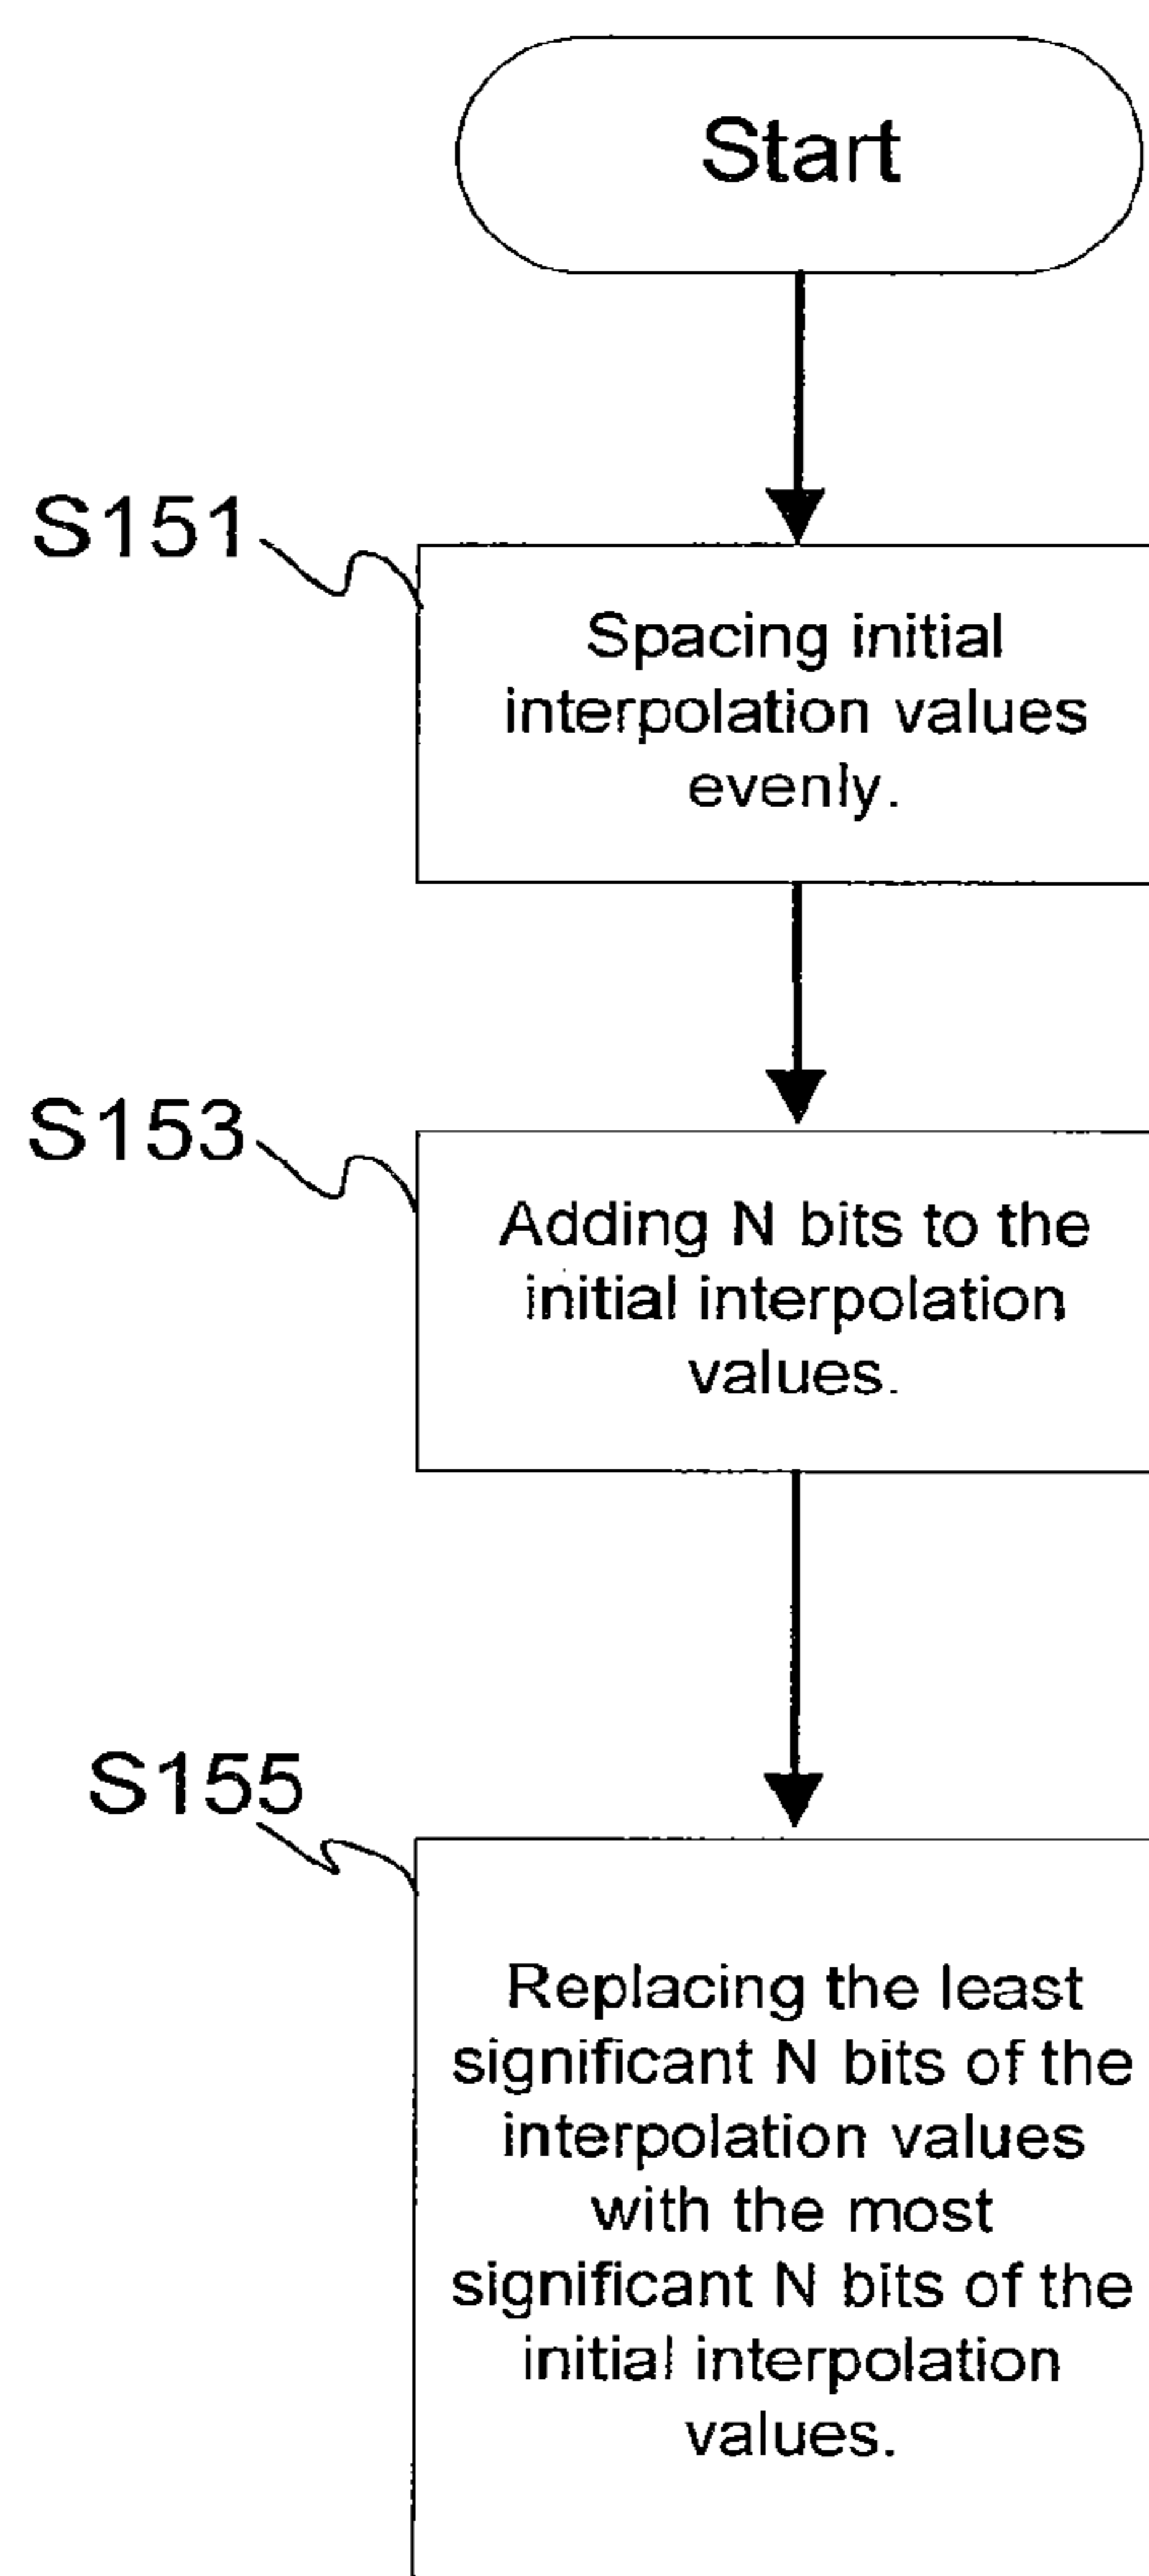 Start
S151
Spacing initial
interpolation values
evenly.
S153
Adding N bits to the
initial interpolation
values.
S155
Replacing the least
significant N bits of the
interpolation values
with the most
significant N bits of the
initial interpolation
values.